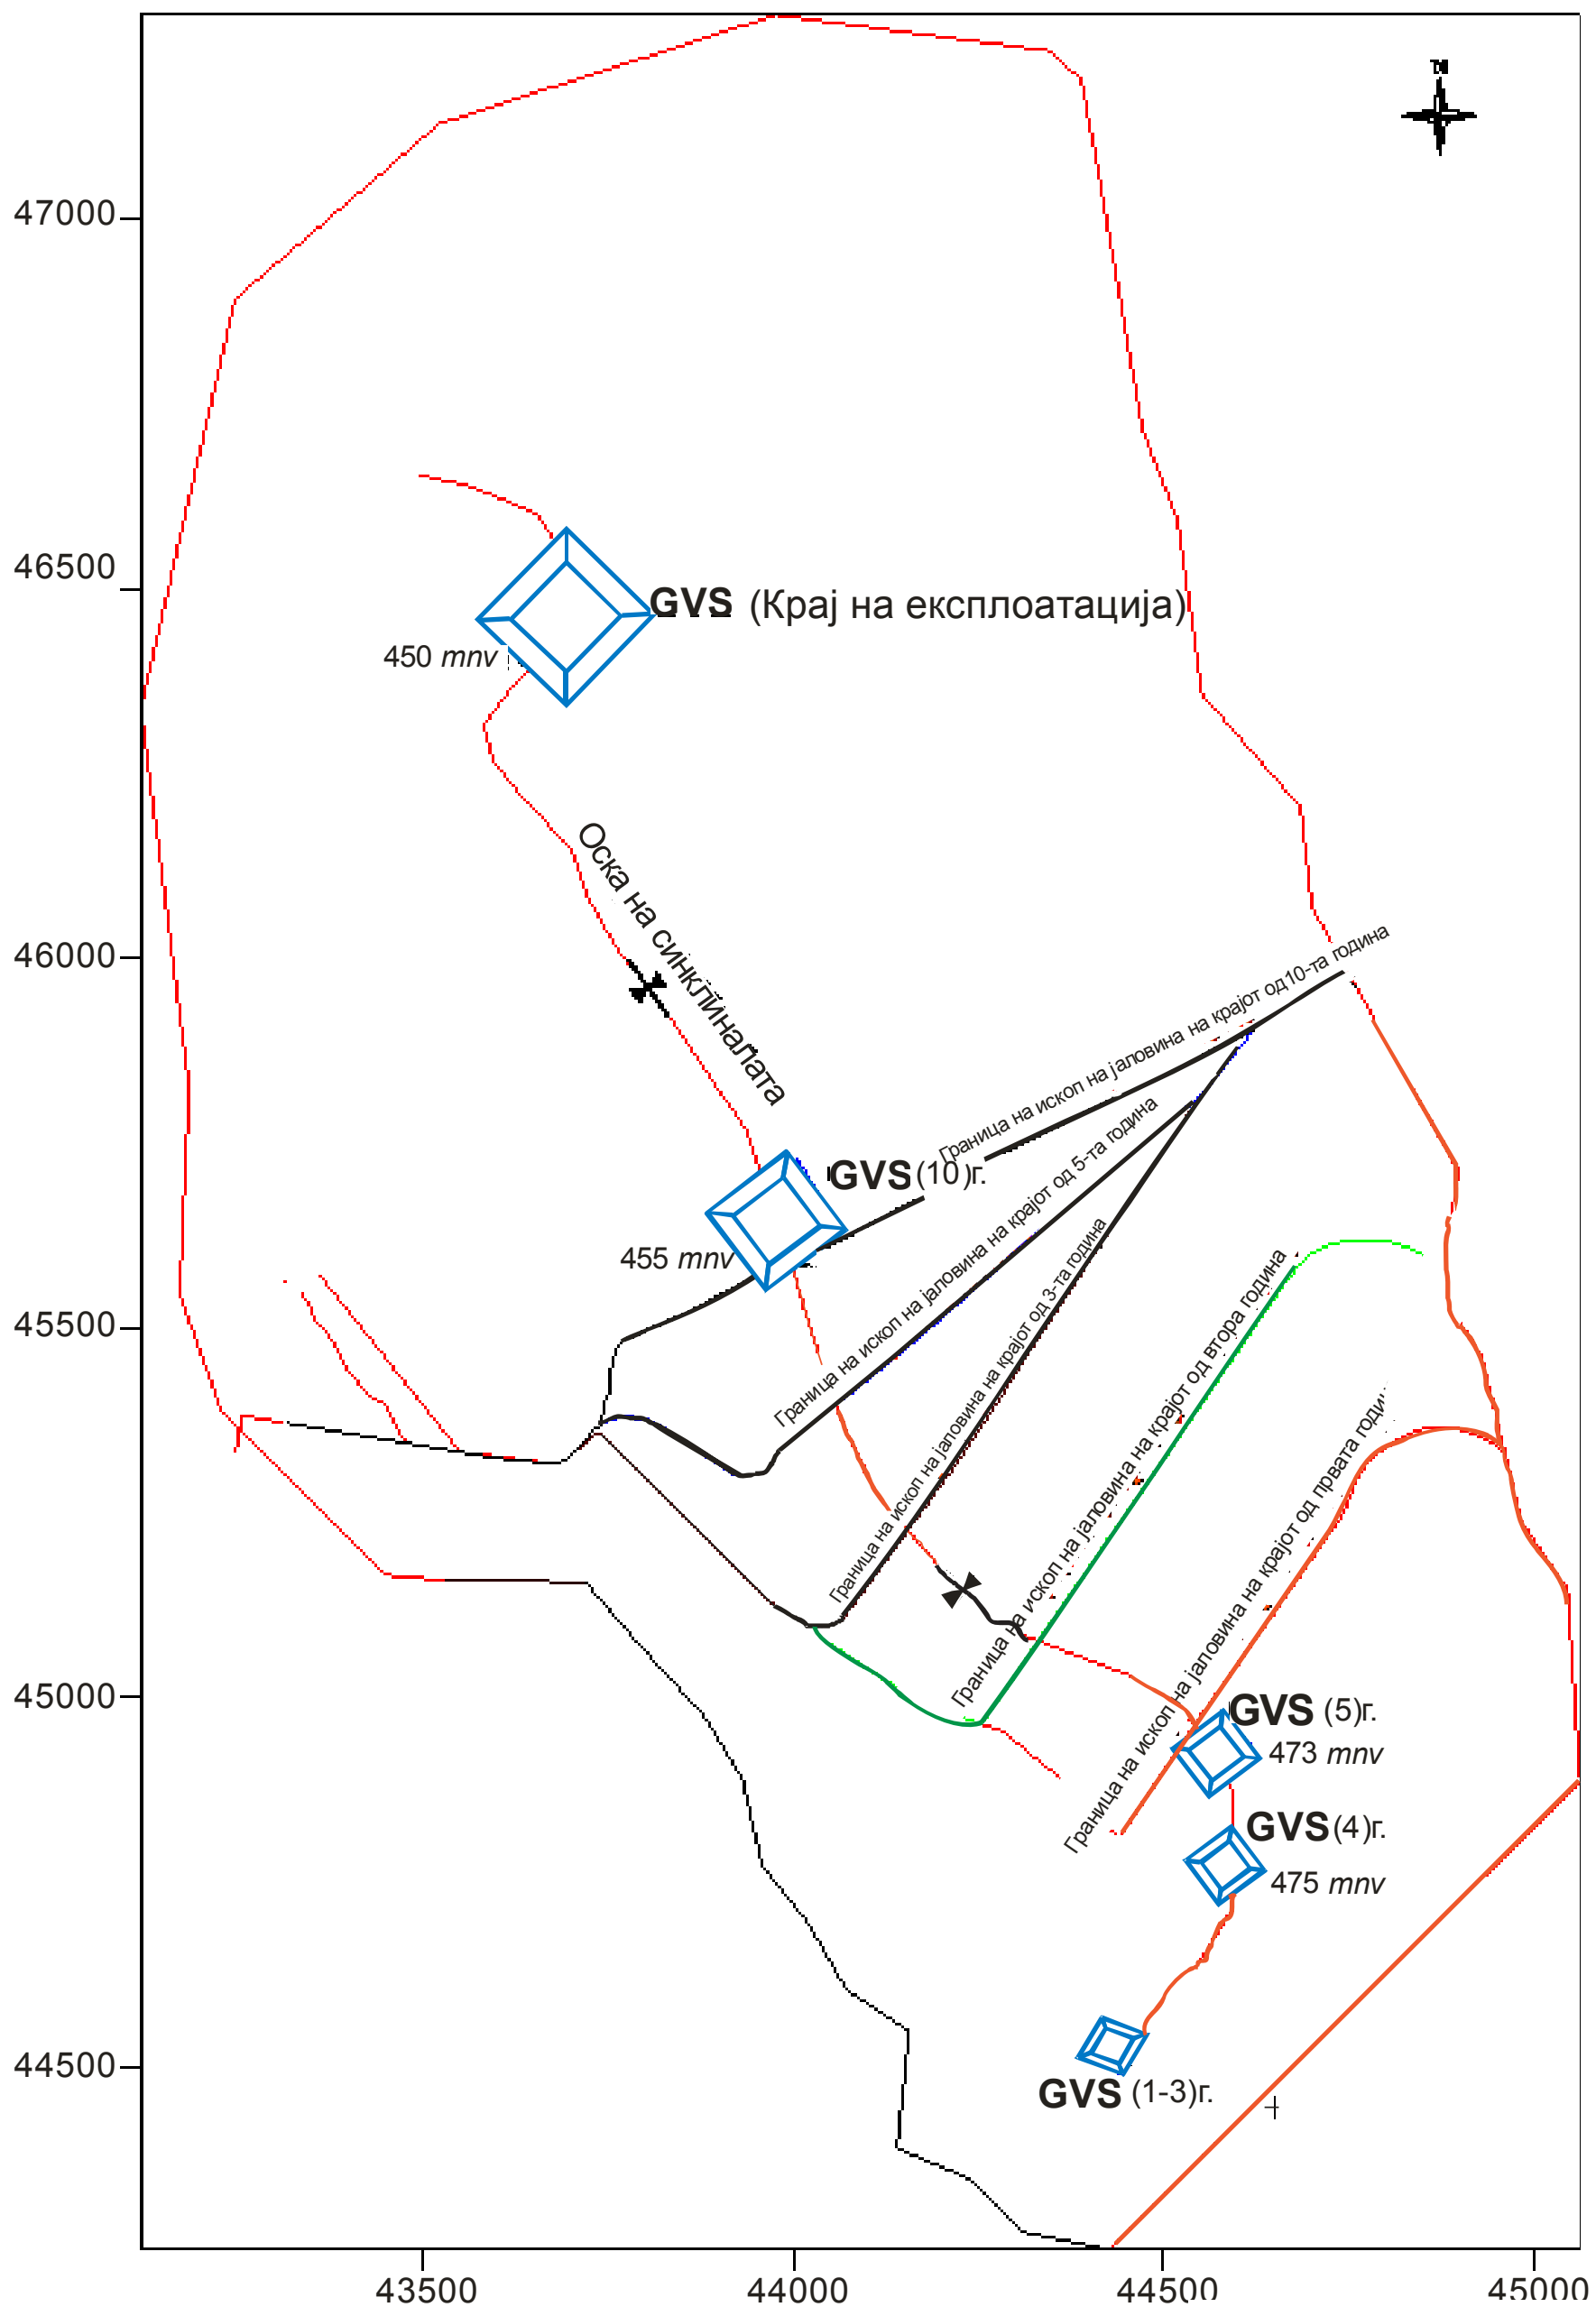 47000
46500
GVS (Крај на експлоатација)
450 mnv
Оска на синклиналата
46000
Граница на ископ на јаловина на крајот од 10-та година
GVS (10)г.
455 mnv
Граница на ископ на јаловина на крајот од 5-та година
Граница на ископ на јаловина на крајот од 3-та година
Граница на ископ на јаловина на крајот од втора година
Граница на ископ на јаловина на крајот од првата годи
45500
45000
GVS (5)г.
473 mnv
GVS (4)г.
475 mnv
44500
GVS (1-3)г.
43500
44000
44500
45000